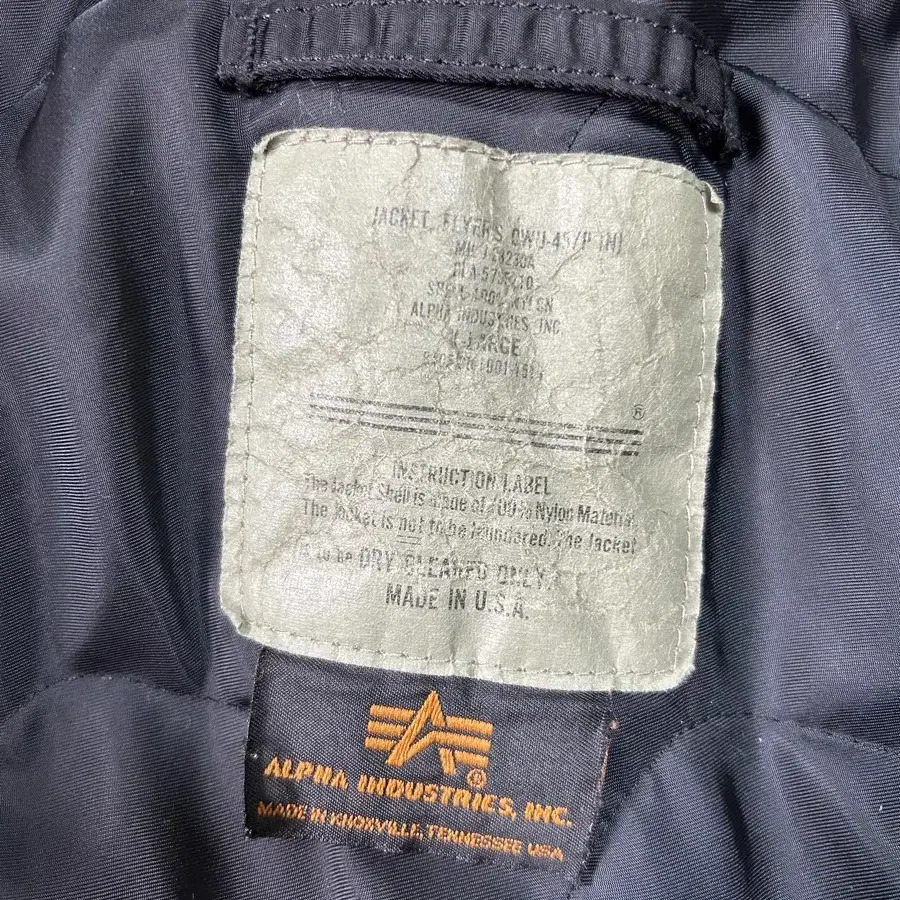 JACKET, FLYER'S CWU-45/P (N)
ALPHA INDUSTRIES, INC.
X-LARGE
®
INSTRUCTION LABEL
The Jacket Shell is made of 100% Nylon Material.
The Jacket is not to be laundered. The Jacket
is to be DRY CLEANED ONLY.
MADE IN U.S.A.
®
ALPHA INDUSTRIES, INC.
MADE IN KNOXVILLE, TENNESSEE USA